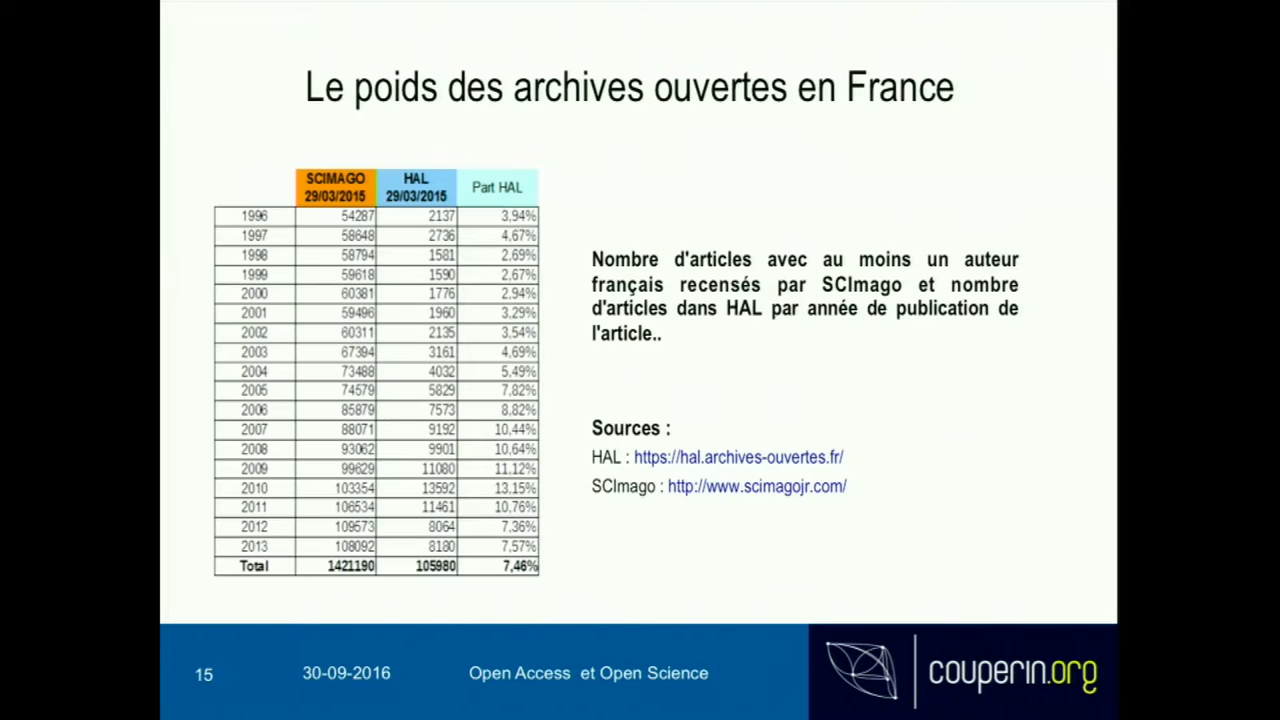 Le poids des archives ouvertes en France
SCIMAGO HAL Part HAL
29/03/2015 29/03/2015
1996 54287 2137 3,94%
1997 58648 2736 4,67%
1998 58794 1581 2,69%
1999 59618 1590 2,67%
2000 60381 1776 2,94%
2001 59496 1960 3,29%
2002 60311 2135 3,54%
2003 67394 3161 4,69%
2004 73488 4032 5,49%
2005 74579 5829 7,82%
2006 85879 7573 8,82%
2007 88071 9192 10,44%
2008 93062 9901 10,64%
2009 99629 11080 11,12%
2010 103354 13592 13,15%
2011 106534 11461 10,76%
2012 109573 8064 7,36%
2013 108092 8180 7,57%
Total 1421190 105980 7,46%
Nombre d'articles avec au moins un auteur
français recensés par SCImago et nombre
d'articles dans HAL par année de publication de
l'article..
Sources :
HAL : https://hal.archives-ouvertes.fr/
SCImago : http://www.scimagojr.com/
15 30-09-2016 Open Access et Open Science couperin.org